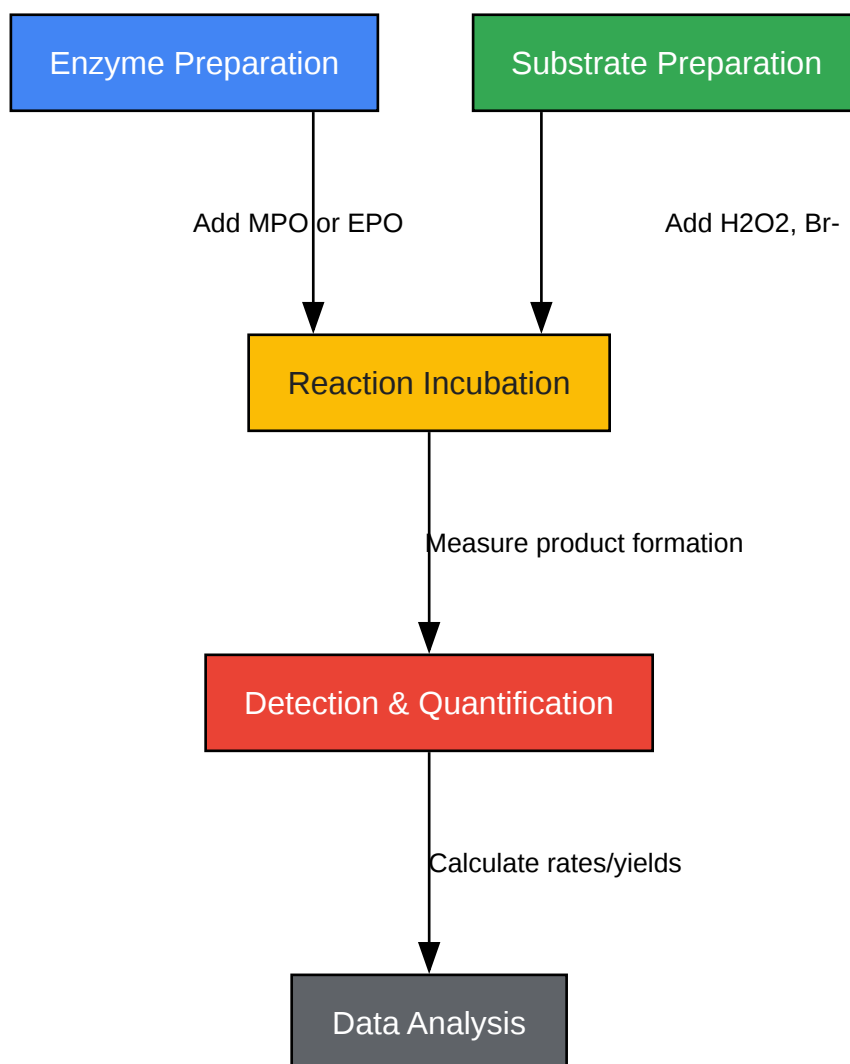 Enzyme Preparation
Substrate Preparation
Add MPO or EPO
Add H2O2, Br-
Reaction Incubation
Measure product formation
Detection & Quantification
Calculate rates/yields
Data Analysis